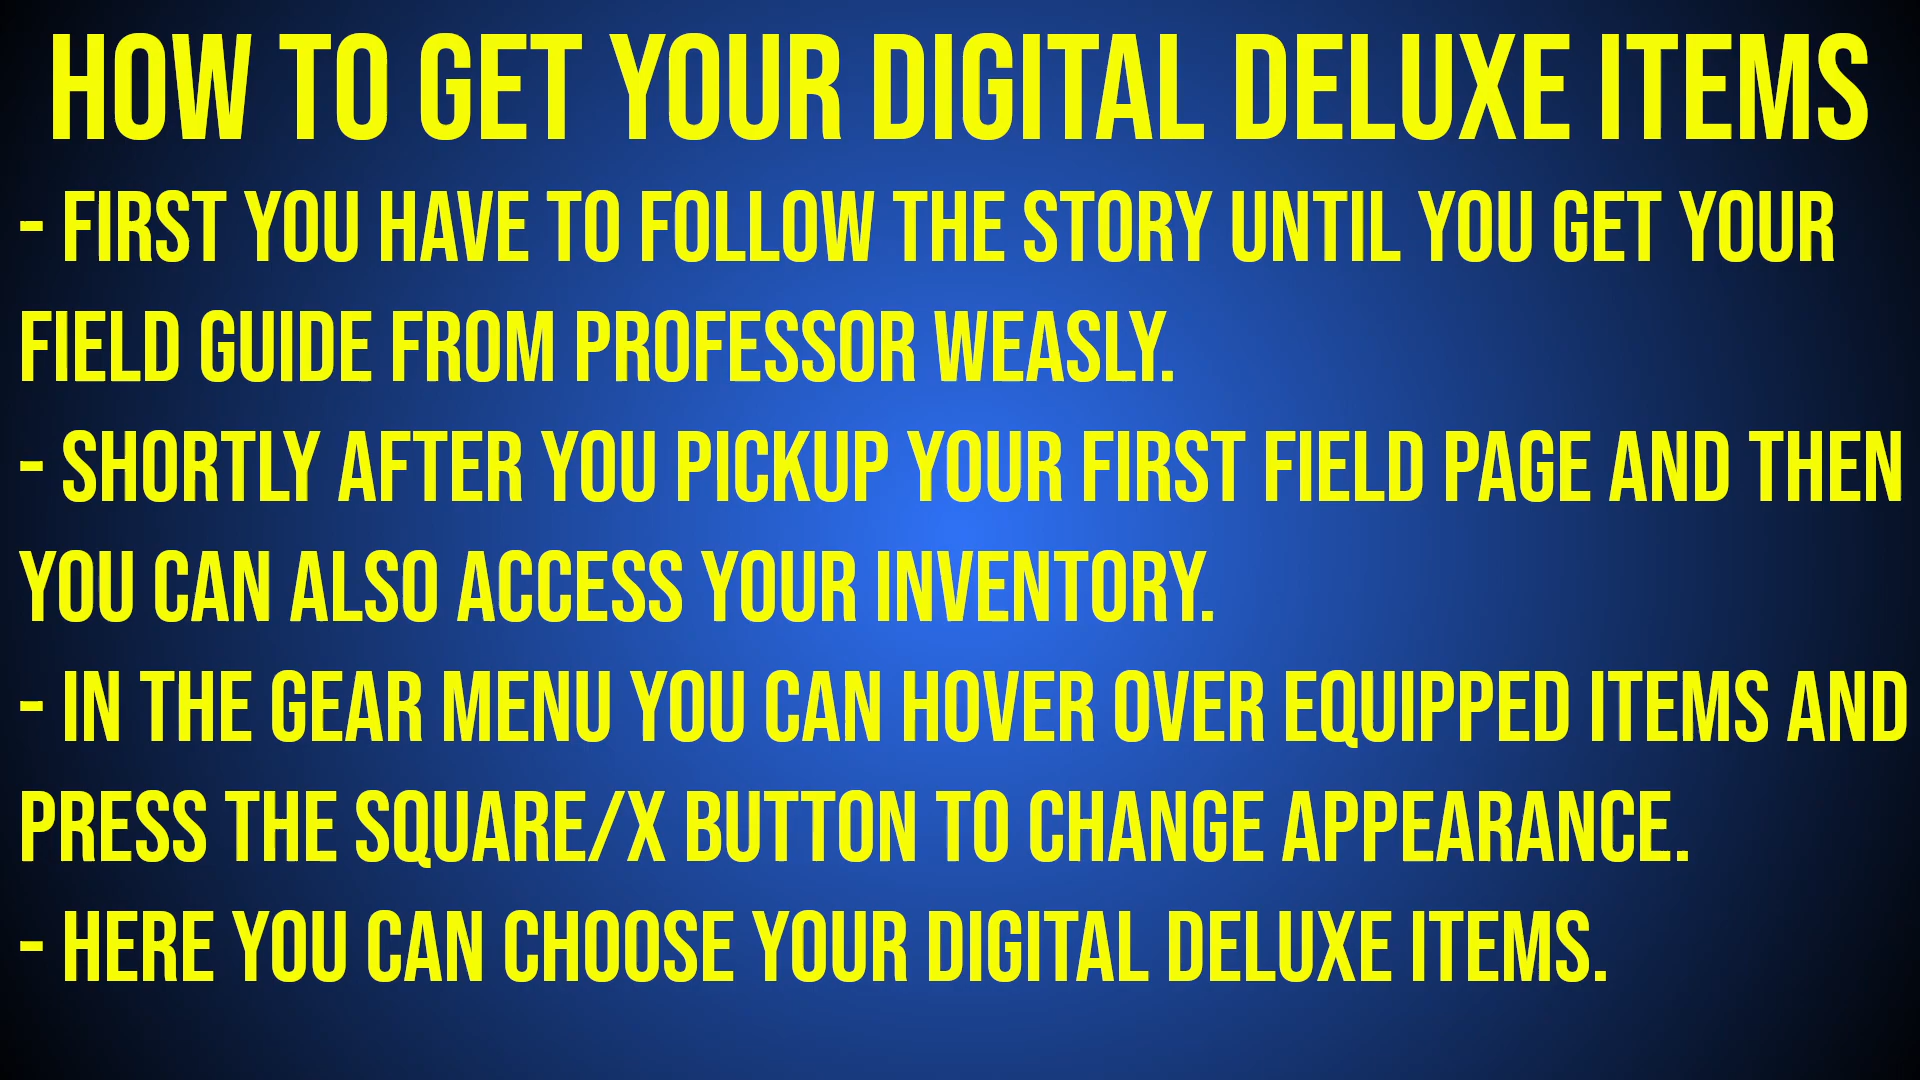 HOW TO GET YOUR DIGITAL DELUXE ITEMS
- FIRST YOU HAVE TO FOLLOW THE STORY UNTIL YOU GET YOUR
FIELD GUIDE FROM PROFESSOR WEASLY.
- SHORTLY AFTER YOU PICKUP YOUR FIRST FIELD PAGE AND THEN
YOU CAN ALSO ACCESS YOUR INVENTORY.
- IN THE GEAR MENU YOU CAN HOVER OVER EQUIPPED ITEMS AND
PRESS THE SQUARE/X BUTTON TO CHANGE APPEARANCE.
- HERE YOU CAN CHOOSE YOUR DIGITAL DELUXE ITEMS.